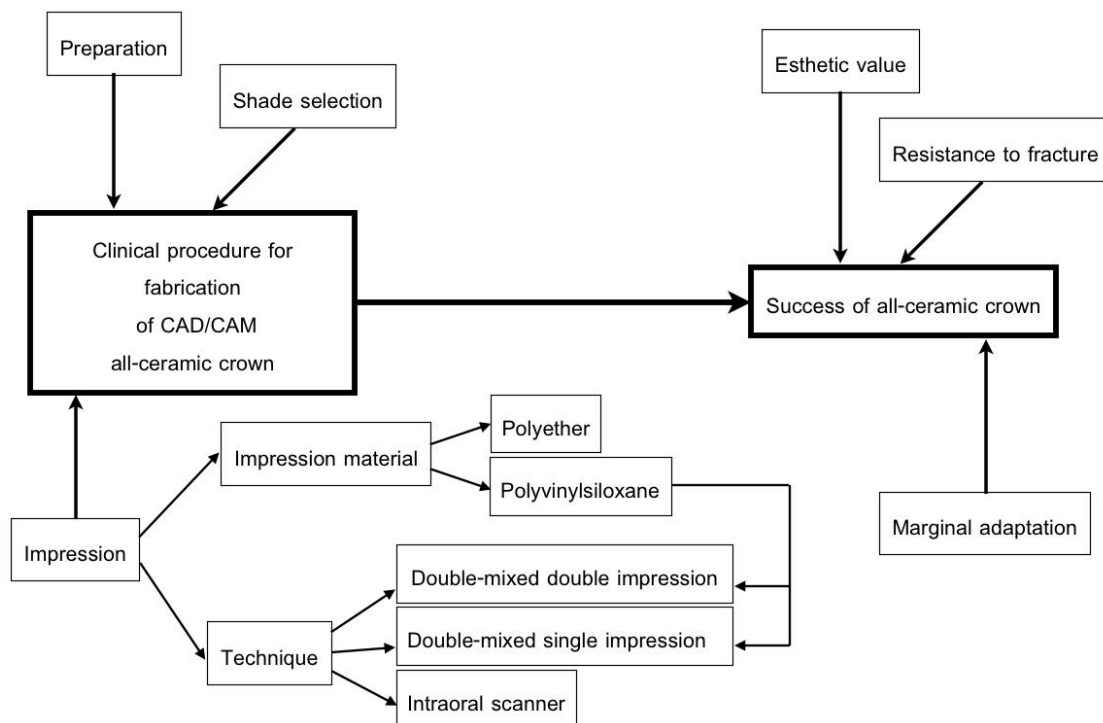 Preparation
Shade selection
Esthetic value
Resistance to fracture
Clinical procedure for
fabrication
of CAD/CAM
all-ceramic crown
Success of all-ceramic crown
Polyether
Impression material
Polyvinylsiloxane
Marginal adaptation
Impression
Double-mixed double impression
Double-mixed single impression
Technique
Intraoral scanner